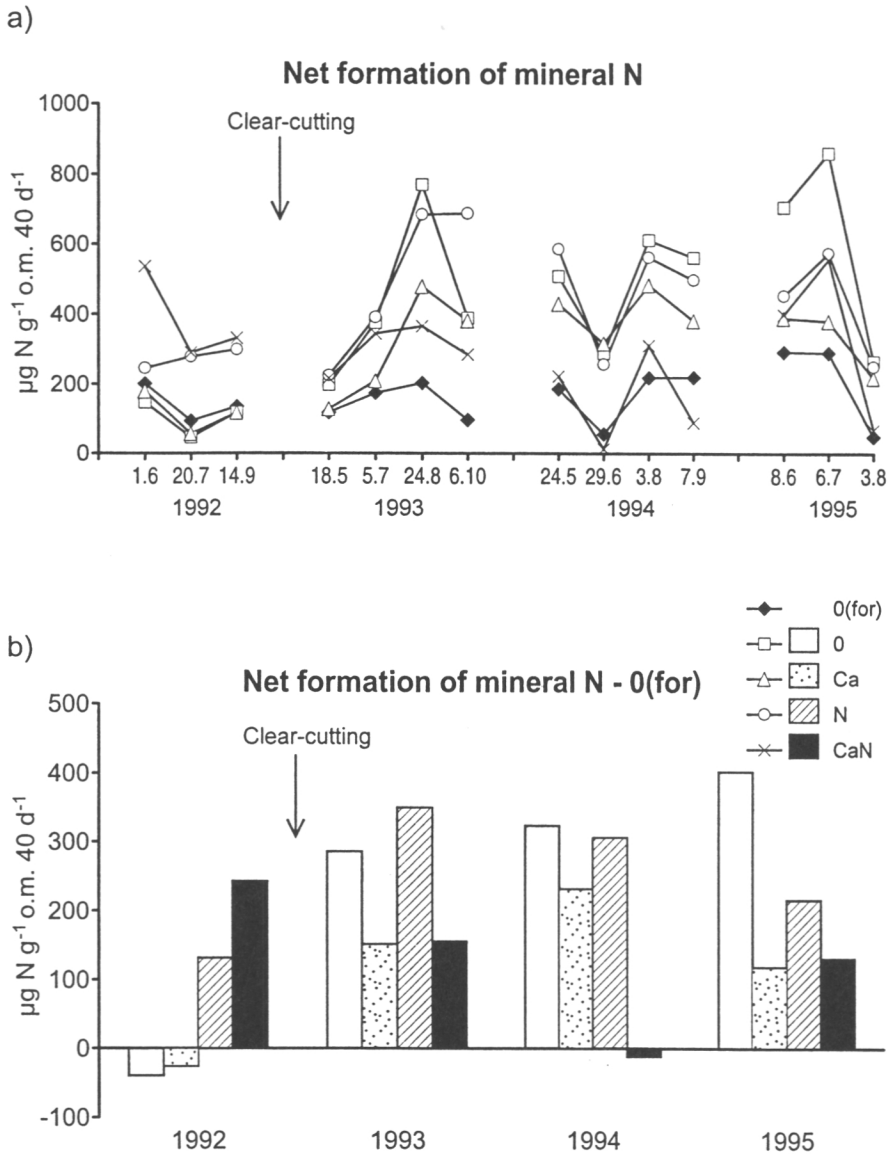 a)
Net formation of mineral N
1000
Clear-cutting
800
600
400
200
0
µg N g⁻¹ o.m. 40 d⁻¹
1.6 20.7 14.9 18.5 5.7 24.8 6.10 24.5 29.6 3.8 7.9 8.6 6.7 3.8
1992 1993 1994 1995
0(for)
0
Ca
N
CaN
b)
Net formation of mineral N - 0(for)
500
Clear-cutting
400
300
200
100
0
-100
µg N g⁻¹ o.m. 40 d⁻¹
1992 1993 1994 1995